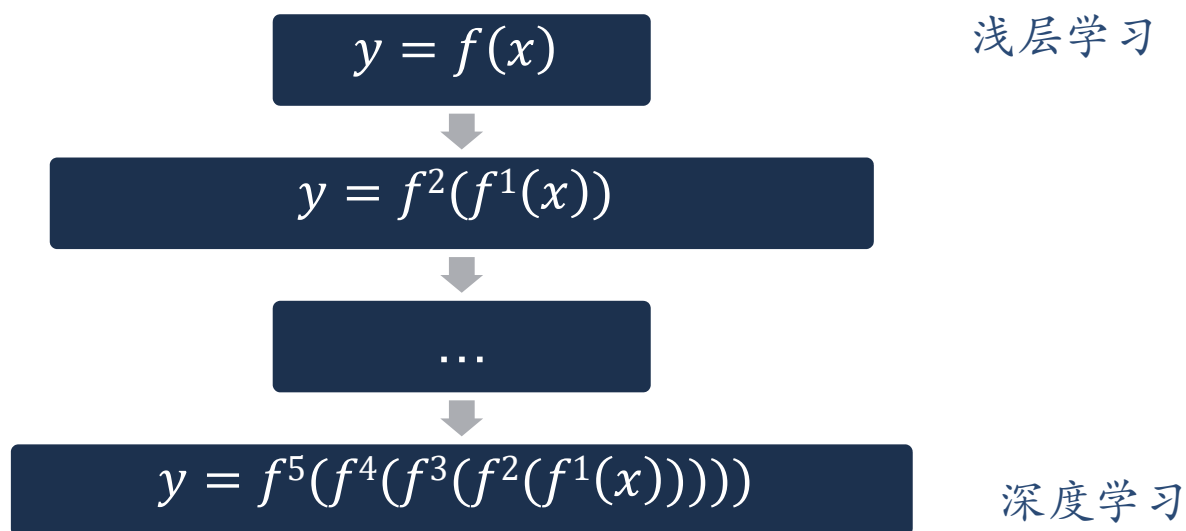 y = f(x)
浅层学习
y = f²(f¹(x))
...
y = f⁵(f⁴(f³(f²(f¹(x)))))
深度学习